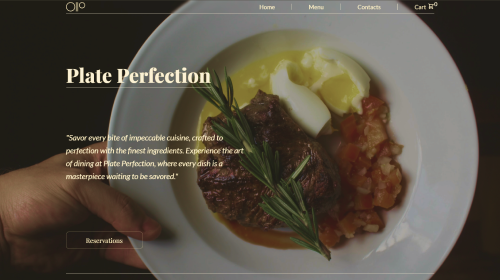 Home
Menu
Contacts
Cart 0
Plate Perfection
"Savor every bite of impeccable cuisine, crafted to
perfection with the finest ingredients. Experience the art
of dining at Plate Perfection, where every dish is a
masterpiece waiting to be savored."
Reservations